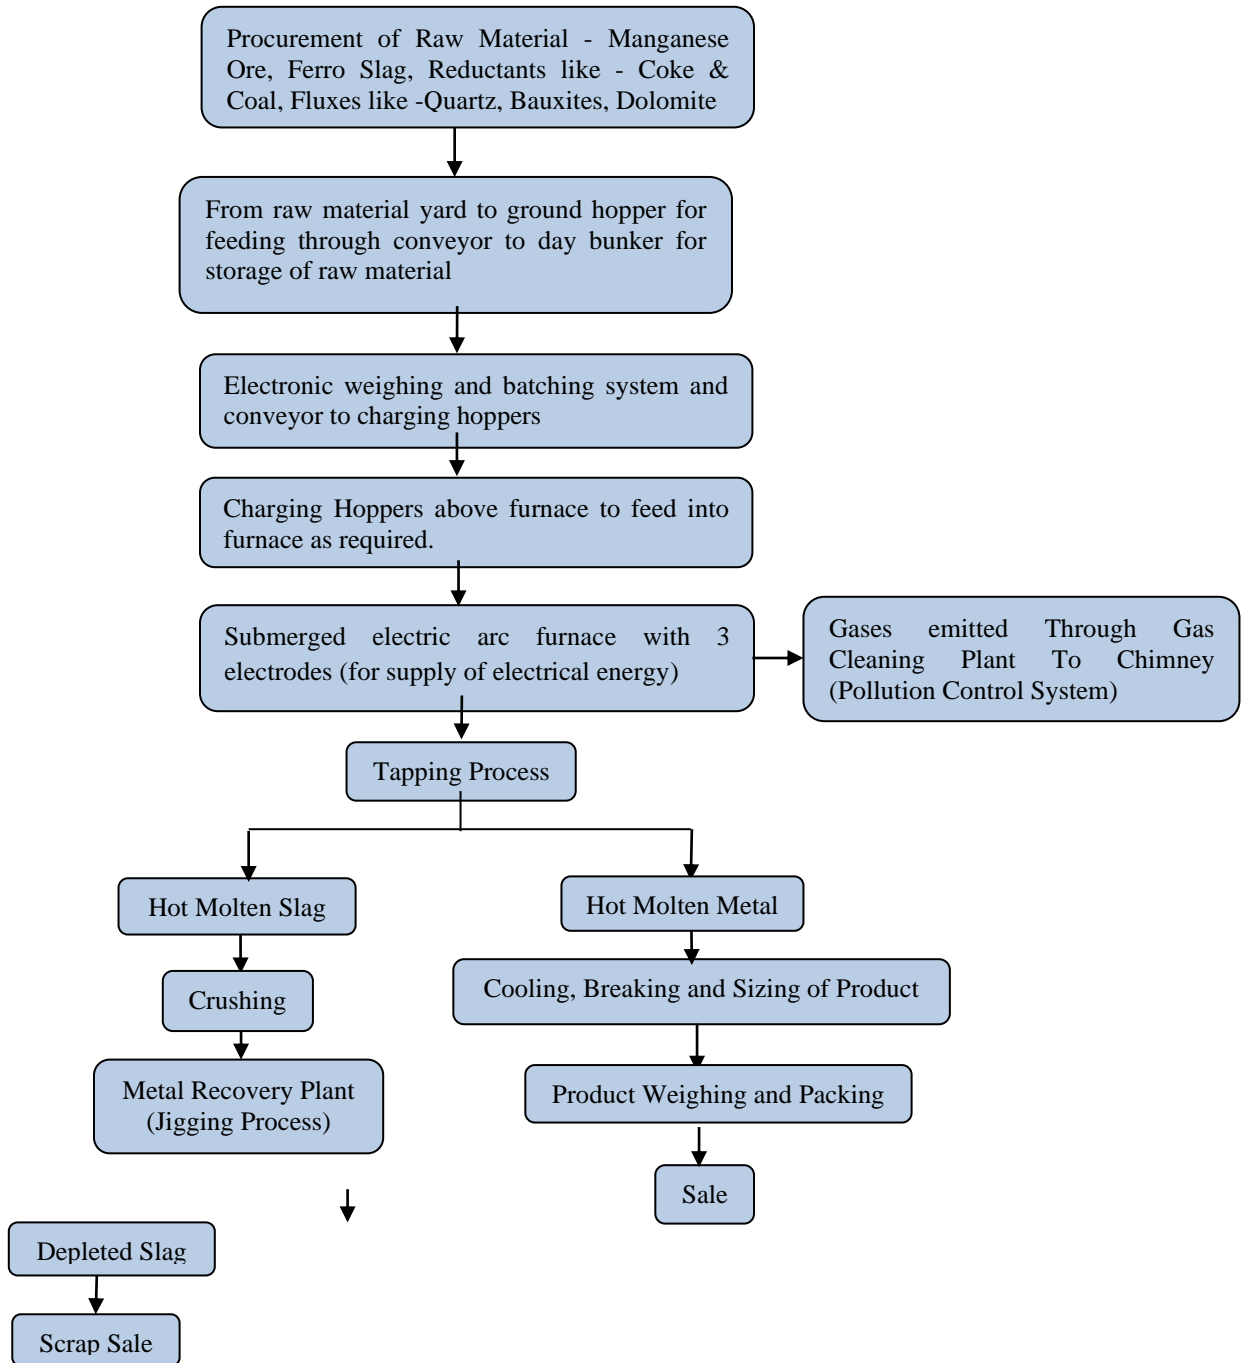 Procurement of Raw Material - Manganese
Ore, Ferro Slag, Reductants like - Coke &
Coal, Fluxes like -Quartz, Bauxites, Dolomite
From raw material yard to ground hopper for
feeding through conveyor to day bunker for
storage of raw material
Electronic weighing and batching system and
conveyor to charging hoppers
Charging Hoppers above furnace to feed into
furnace as required.
Submerged electric arc furnace with 3
electrodes (for supply of electrical energy)
Gases emitted Through Gas
Cleaning Plant To Chimney
(Pollution Control System)
Tapping Process
Hot Molten Slag
Hot Molten Metal
Crushing
Cooling, Breaking and Sizing of Product
Metal Recovery Plant
(Jigging Process)
Product Weighing and Packing
Sale
Depleted Slag
Scrap Sale